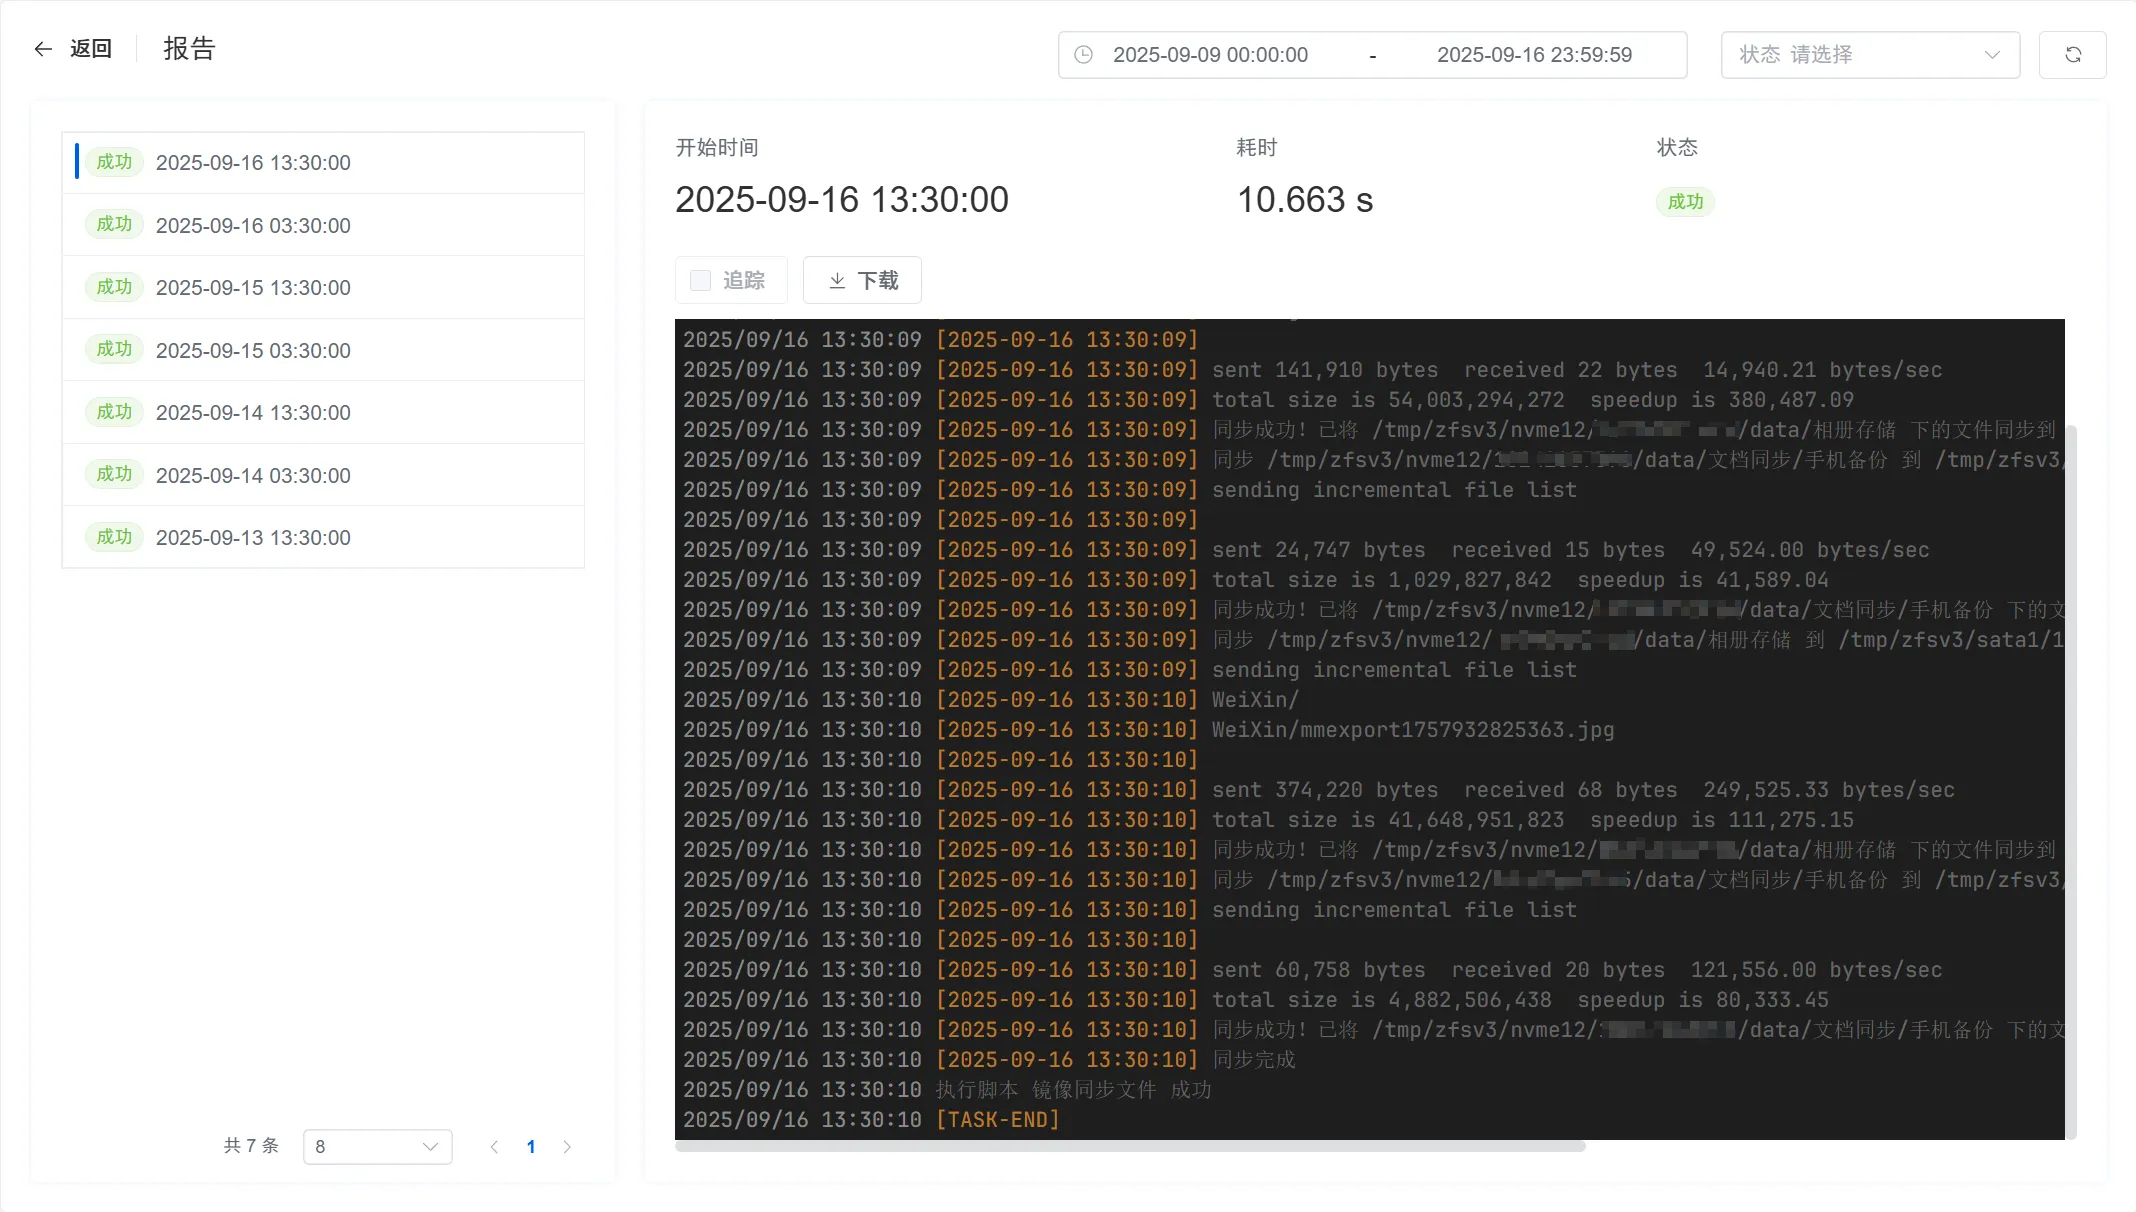 返回 报告
2025-09-09 00:00:00 - 2025-09-16 23:59:59
状态 请选择
成功 2025-09-16 13:30:00
成功 2025-09-16 03:30:00
成功 2025-09-15 13:30:00
成功 2025-09-15 03:30:00
成功 2025-09-14 13:30:00
成功 2025-09-14 03:30:00
成功 2025-09-13 13:30:00
共 7 条 8 1
开始时间 耗时 状态
2025-09-16 13:30:00 10.663 s 成功
追踪 下载
2025/09/16 13:30:09 [2025-09-16 13:30:09]
2025/09/16 13:30:09 [2025-09-16 13:30:09] sent 141,910 bytes  received 22 bytes  14,940.21 bytes/sec
2025/09/16 13:30:09 [2025-09-16 13:30:09] total size is 54,003,294,272  speedup is 380,487.09
2025/09/16 13:30:09 [2025-09-16 13:30:09] 同步成功！已将 /tmp/zfsv3/nvme12/ /data/相册存储 下的文件同步到
2025/09/16 13:30:09 [2025-09-16 13:30:09] 同步 /tmp/zfsv3/nvme12/ /data/文档同步/手机备份 到 /tmp/zfsv3/
2025/09/16 13:30:09 [2025-09-16 13:30:09] sending incremental file list
2025/09/16 13:30:09 [2025-09-16 13:30:09]
2025/09/16 13:30:09 [2025-09-16 13:30:09] sent 24,747 bytes  received 15 bytes  49,524.00 bytes/sec
2025/09/16 13:30:09 [2025-09-16 13:30:09] total size is 1,029,827,842  speedup is 41,589.04
2025/09/16 13:30:09 [2025-09-16 13:30:09] 同步成功！已将 /tmp/zfsv3/nvme12/ /data/文档同步/手机备份 下的文
2025/09/16 13:30:09 [2025-09-16 13:30:09] 同步 /tmp/zfsv3/nvme12/ /data/相册存储 到 /tmp/zfsv3/sata1/1
2025/09/16 13:30:09 [2025-09-16 13:30:09] sending incremental file list
2025/09/16 13:30:10 [2025-09-16 13:30:10] WeiXin/
2025/09/16 13:30:10 [2025-09-16 13:30:10] WeiXin/mmexport1757932825363.jpg
2025/09/16 13:30:10 [2025-09-16 13:30:10]
2025/09/16 13:30:10 [2025-09-16 13:30:10] sent 374,220 bytes  received 68 bytes  249,525.33 bytes/sec
2025/09/16 13:30:10 [2025-09-16 13:30:10] total size is 41,648,951,823  speedup is 111,275.15
2025/09/16 13:30:10 [2025-09-16 13:30:10] 同步成功！已将 /tmp/zfsv3/nvme12/ /data/相册存储 下的文件同步到
2025/09/16 13:30:10 [2025-09-16 13:30:10] 同步 /tmp/zfsv3/nvme12/ /data/文档同步/手机备份 到 /tmp/zfsv3/
2025/09/16 13:30:10 [2025-09-16 13:30:10] sending incremental file list
2025/09/16 13:30:10 [2025-09-16 13:30:10]
2025/09/16 13:30:10 [2025-09-16 13:30:10] sent 60,758 bytes  received 20 bytes  121,556.00 bytes/sec
2025/09/16 13:30:10 [2025-09-16 13:30:10] total size is 4,882,506,438  speedup is 80,333.45
2025/09/16 13:30:10 [2025-09-16 13:30:10] 同步成功！已将 /tmp/zfsv3/nvme12/ /data/文档同步/手机备份 下的文
2025/09/16 13:30:10 [2025-09-16 13:30:10] 同步完成
2025/09/16 13:30:10 执行脚本 镜像同步文件 成功
2025/09/16 13:30:10 [TASK-END]